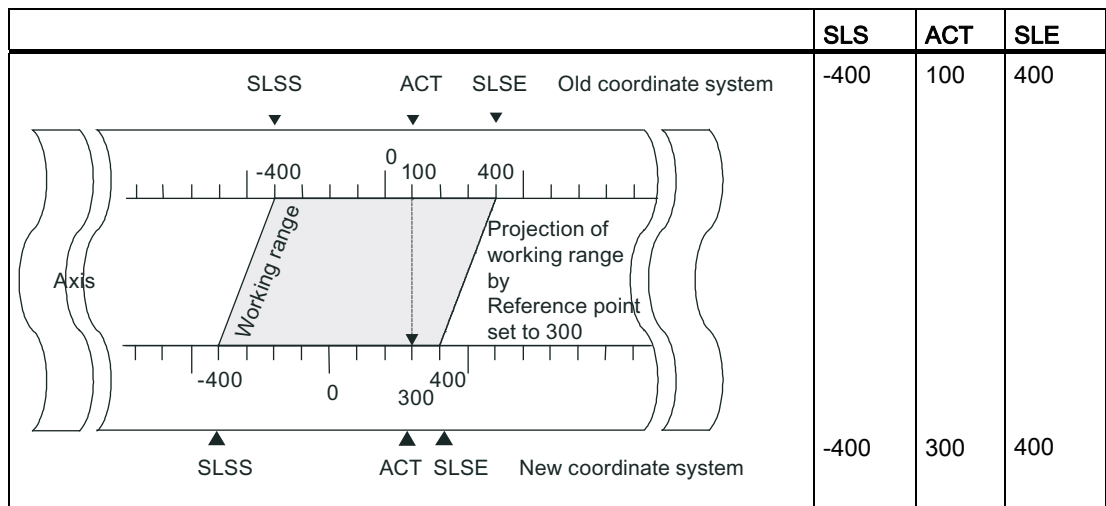 SLS ACT SLE
SLSS ACT SLSE Old coordinate system
-400 100 400
0
-400 100 400
Working range
Projection of
working range
by
Reference point
set to 300
Axis
-400 0 300 400
SLSS ACT SLSE New coordinate system
-400 300 400